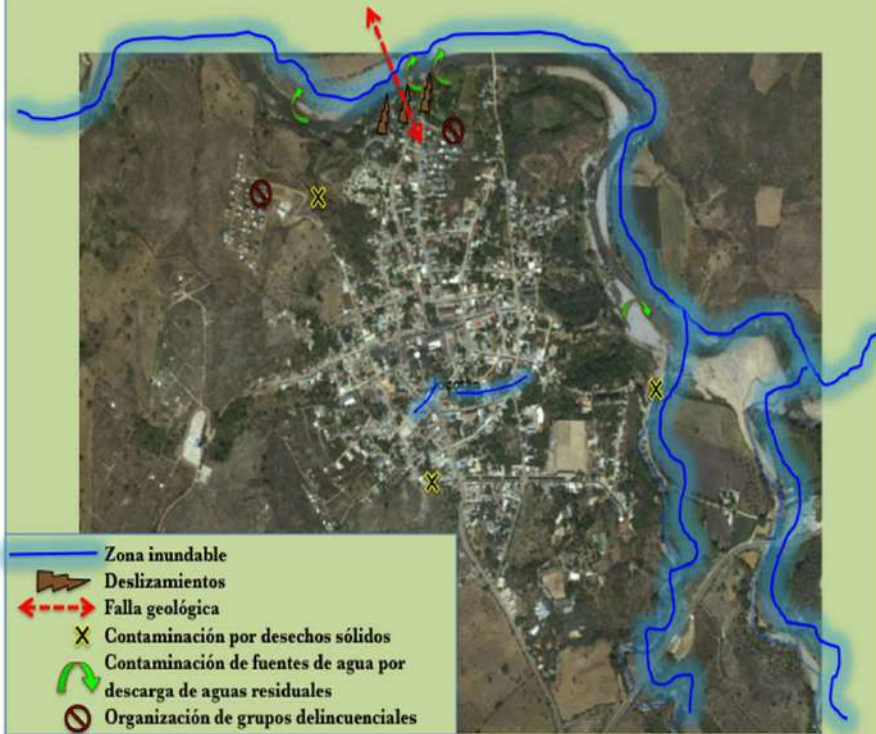 Jocotán
Zona inundable
Deslizamientos
Falla geológica
Contaminación por desechos sólidos
Contaminación de fuentes de agua por
descarga de aguas residuales
Organización de grupos delincuenciales